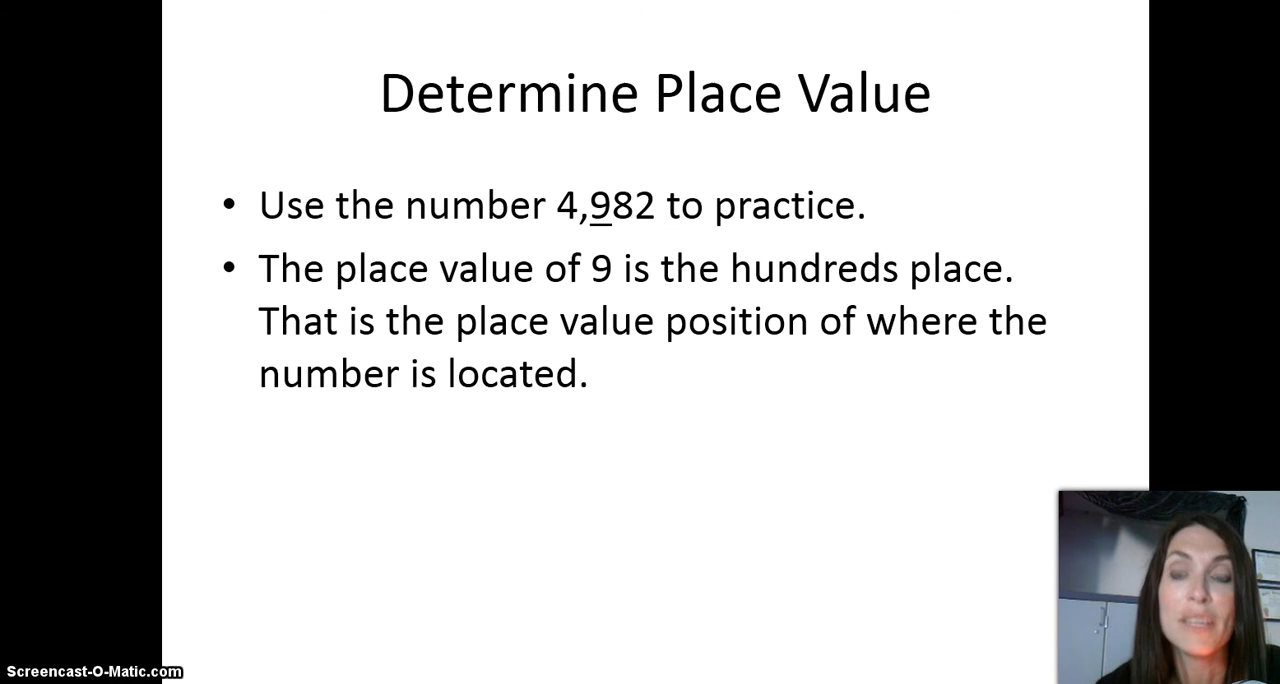 Determine Place Value
• Use the number 4,982 to practice.
• The place value of 9 is the hundreds place.
That is the place value position of where the
number is located.
Screencast-O-Matic.com